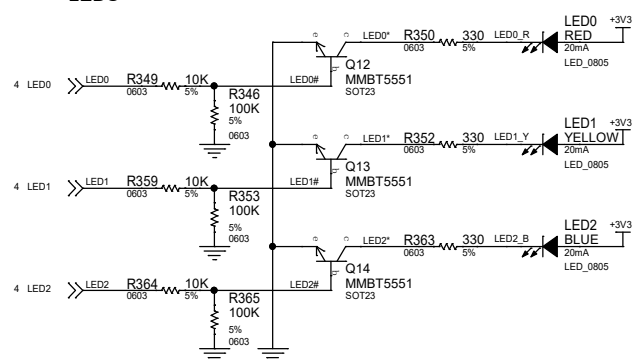 LED0* R350 330 LED0_R LED0 +3V3
0603 5% RED
20mA
LED_0805
Q12
MMBT5551
SOT23
e c b
4 LED0 LED0 R349 10K LED0#
0603 5%
R346
100K
5%
0603
LED1* R352 330 LED1_Y LED1 +3V3
0603 5% YELLOW
20mA
LED_0805
Q13
MMBT5551
SOT23
e c b
4 LED1 LED1 R359 10K LED1#
0603 5%
R353
100K
5%
0603
LED2* R363 330 LED2_B LED2 +3V3
0603 5% BLUE
20mA
LED_0805
Q14
MMBT5551
SOT23
e c b
4 LED2 LED2 R364 10K LED2#
0603 5%
R365
100K
5%
0603